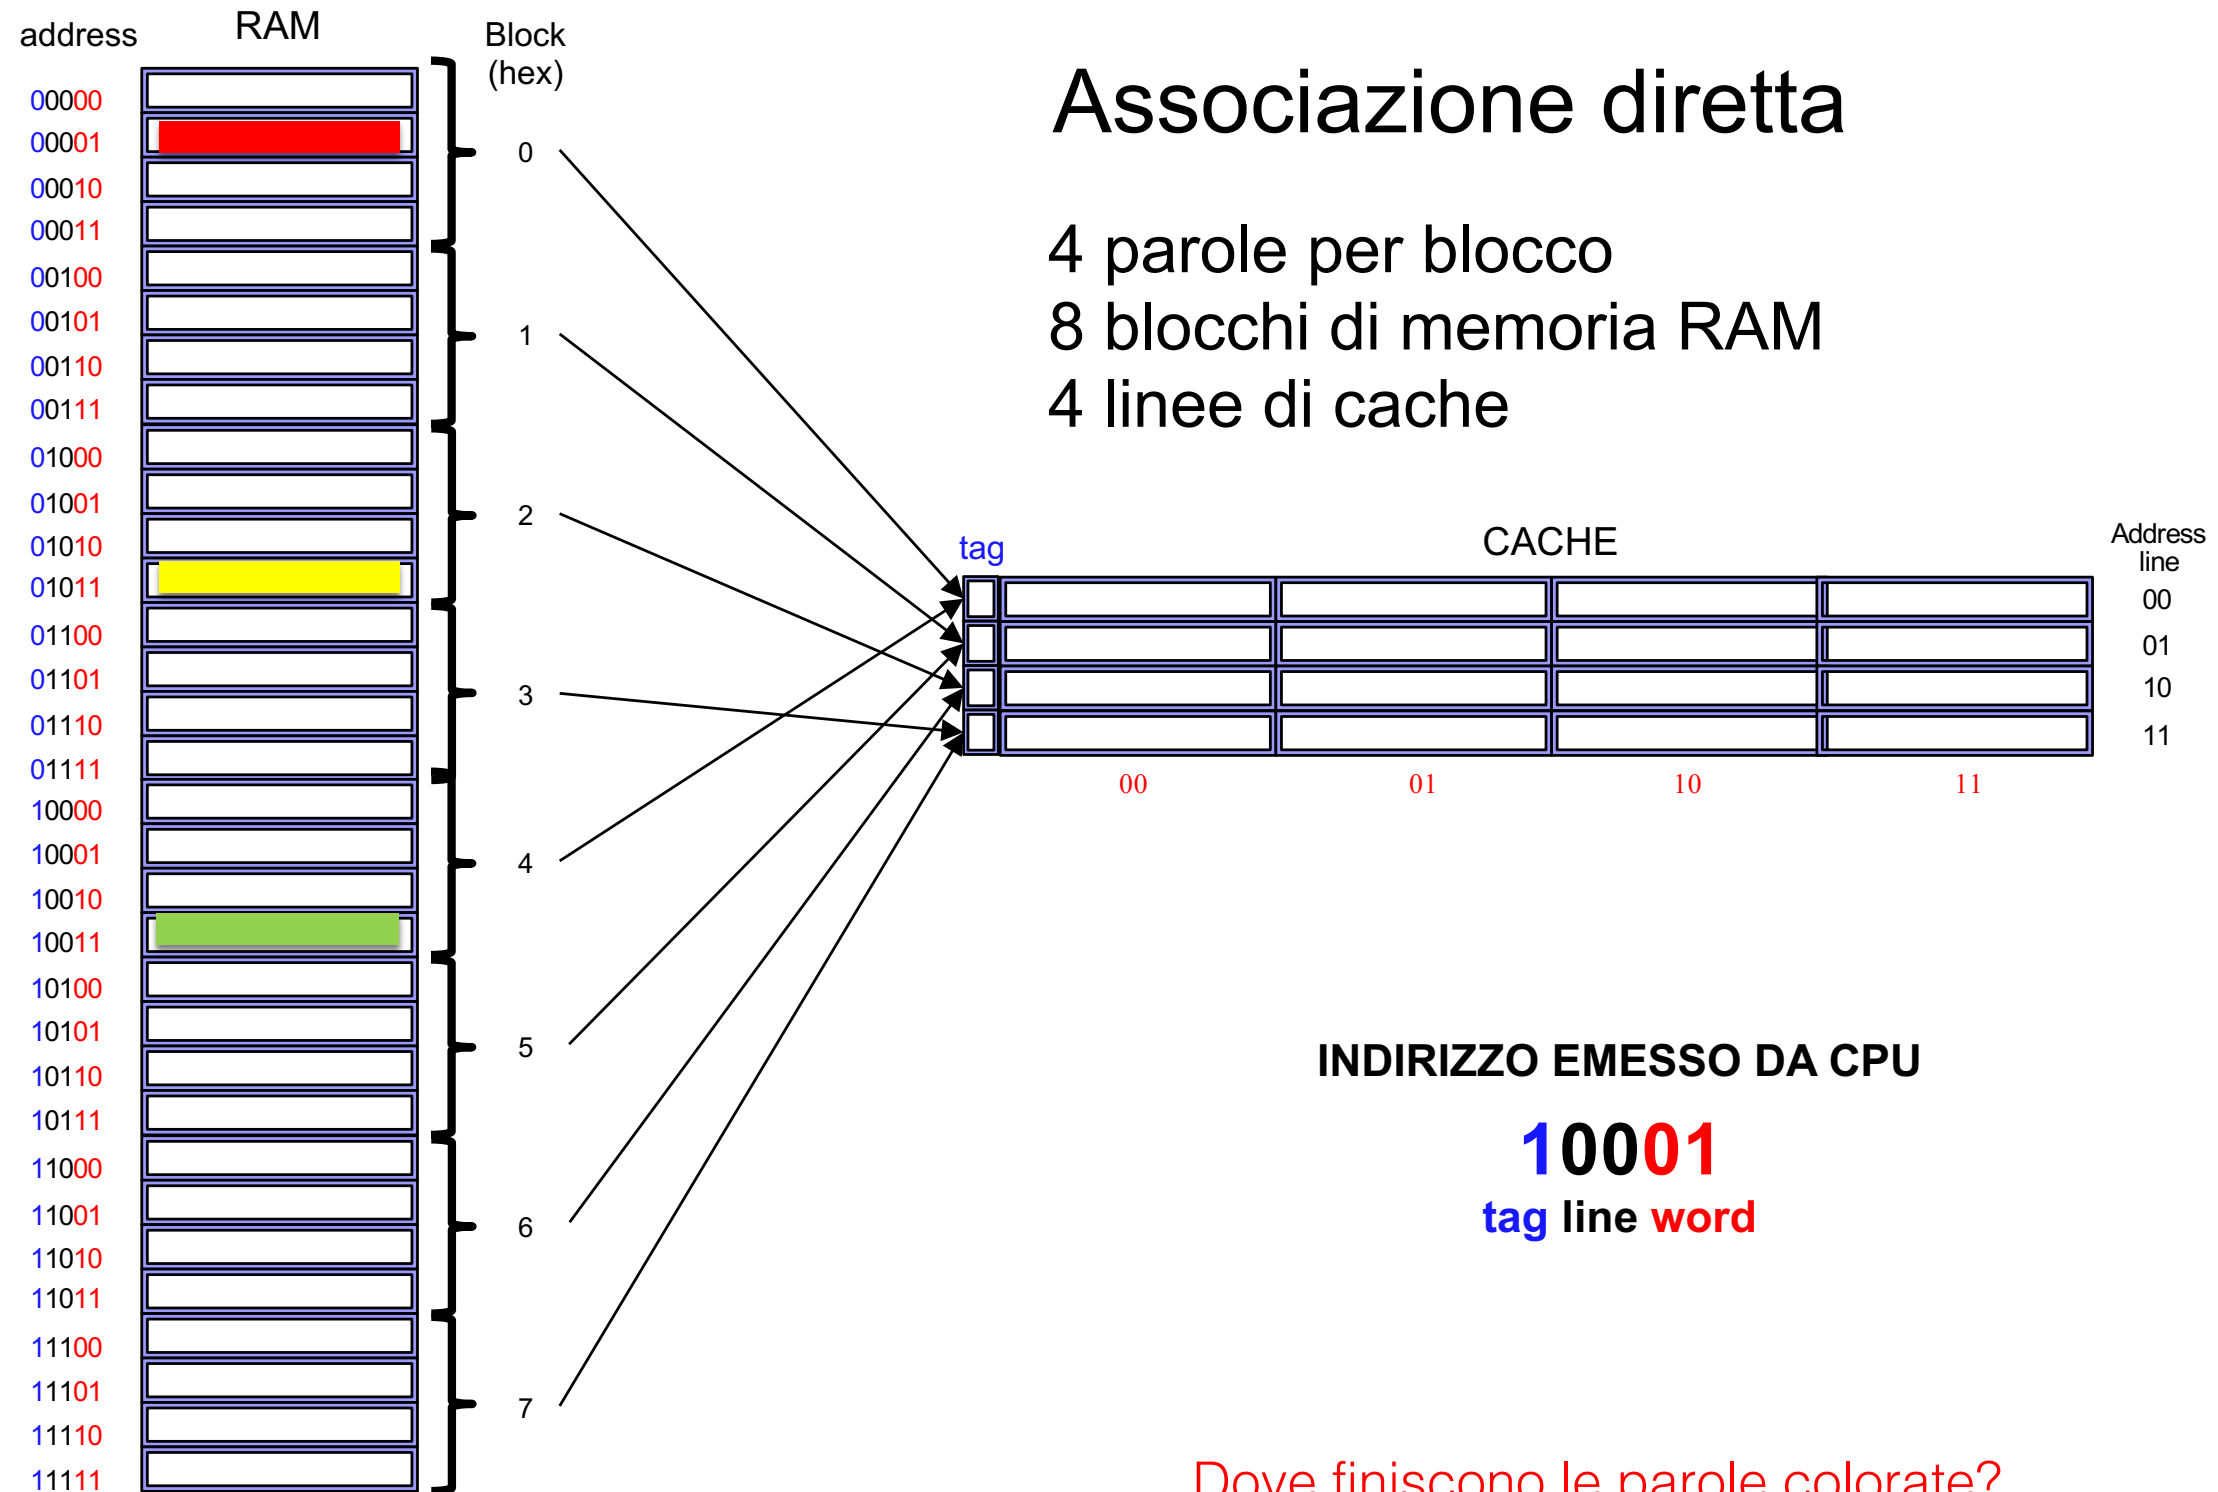 address
RAM
Block
(hex)
00000
00001
00010
00011
00100
00101
00110
00111
01000
01001
01010
01011
01100
01101
01110
01111
10000
10001
10010
10011
10100
10101
10110
10111
11000
11001
11010
11011
11100
11101
11110
11111
0
1
2
3
4
5
6
7
Associazione diretta
4 parole per blocco
8 blocchi di memoria RAM
4 linee di cache
tag
CACHE
Address
line
00
01
10
11
00 01 10 11
INDIRIZZO EMESSO DA CPU
10001
tag line word
Dove finiscono le parole colorate?